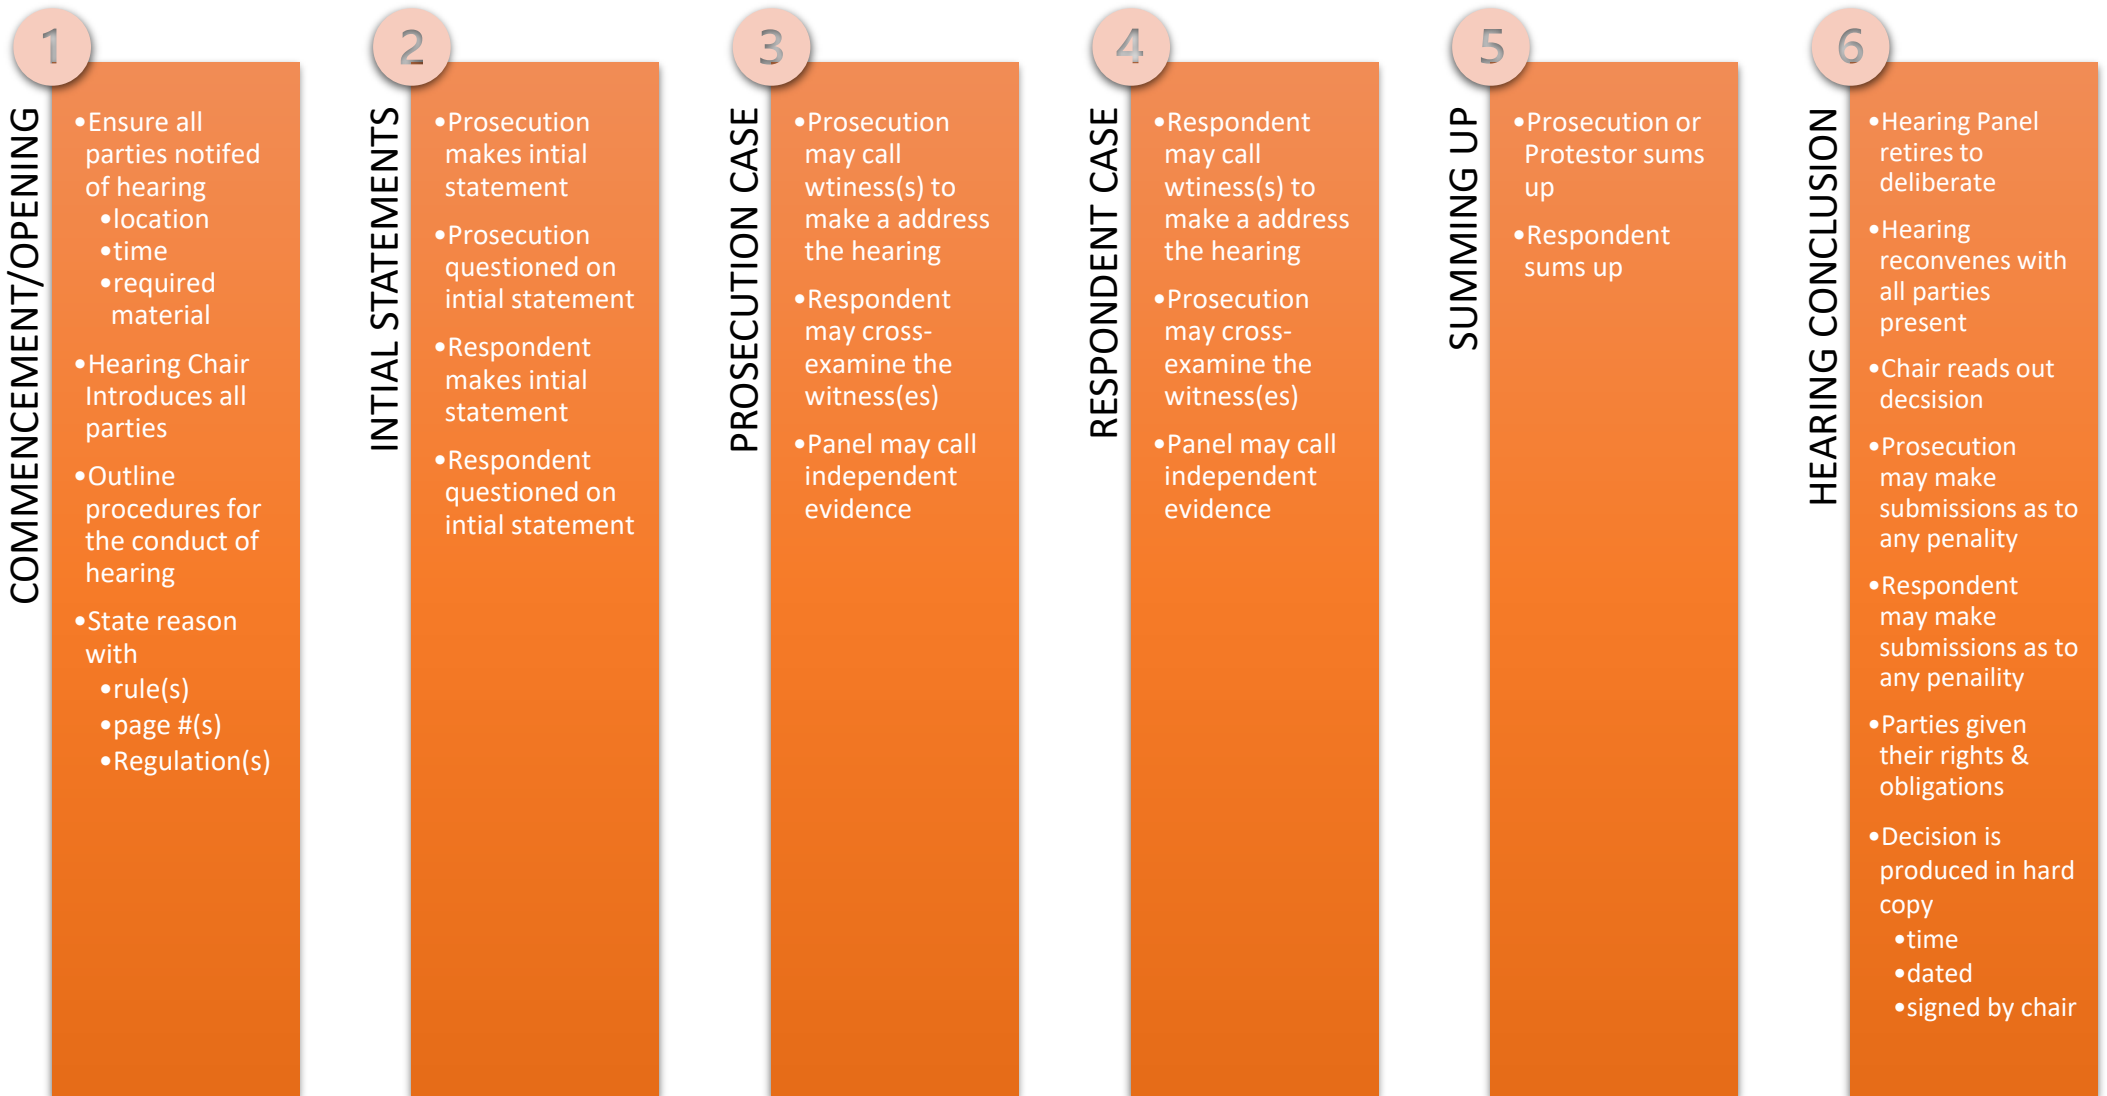 1
COMMENCEMENT/OPENING
•Ensure all
parties notifed
of hearing
•location
•time
•required
material
•Hearing Chair
Introduces all
parties
•Outline
procedures for
the conduct of
hearing
•State reason
with
•rule(s)
•page #(s)
•Regulation(s)
2
INTIAL STATEMENTS
•Prosecution
makes intial
statement
•Prosecution
questioned on
intial statement
•Respondent
makes intial
statement
•Respondent
questioned on
intial statement
3
PROSECUTION CASE
•Prosecution
may call
wtiness(s) to
make a address
the hearing
•Respondent
may cross-
examine the
witness(es)
•Panel may call
independent
evidence
4
RESPONDENT CASE
•Respondent
may call
wtiness(s) to
make a address
the hearing
•Prosecution
may cross-
examine the
witness(es)
•Panel may call
independent
evidence
5
SUMMING UP
•Prosecution or
Protestor sums
up
•Respondent
sums up
6
HEARING CONCLUSION
•Hearing Panel
retires to
deliberate
•Hearing
reconvenes with
all parties
present
•Chair reads out
decsision
•Prosecution
may make
submissions as to
any penality
•Respondent
may make
submissions as to
any penaility
•Parties given
their rights &
obligations
•Decision is
produced in hard
copy
•time
•dated
•signed by chair